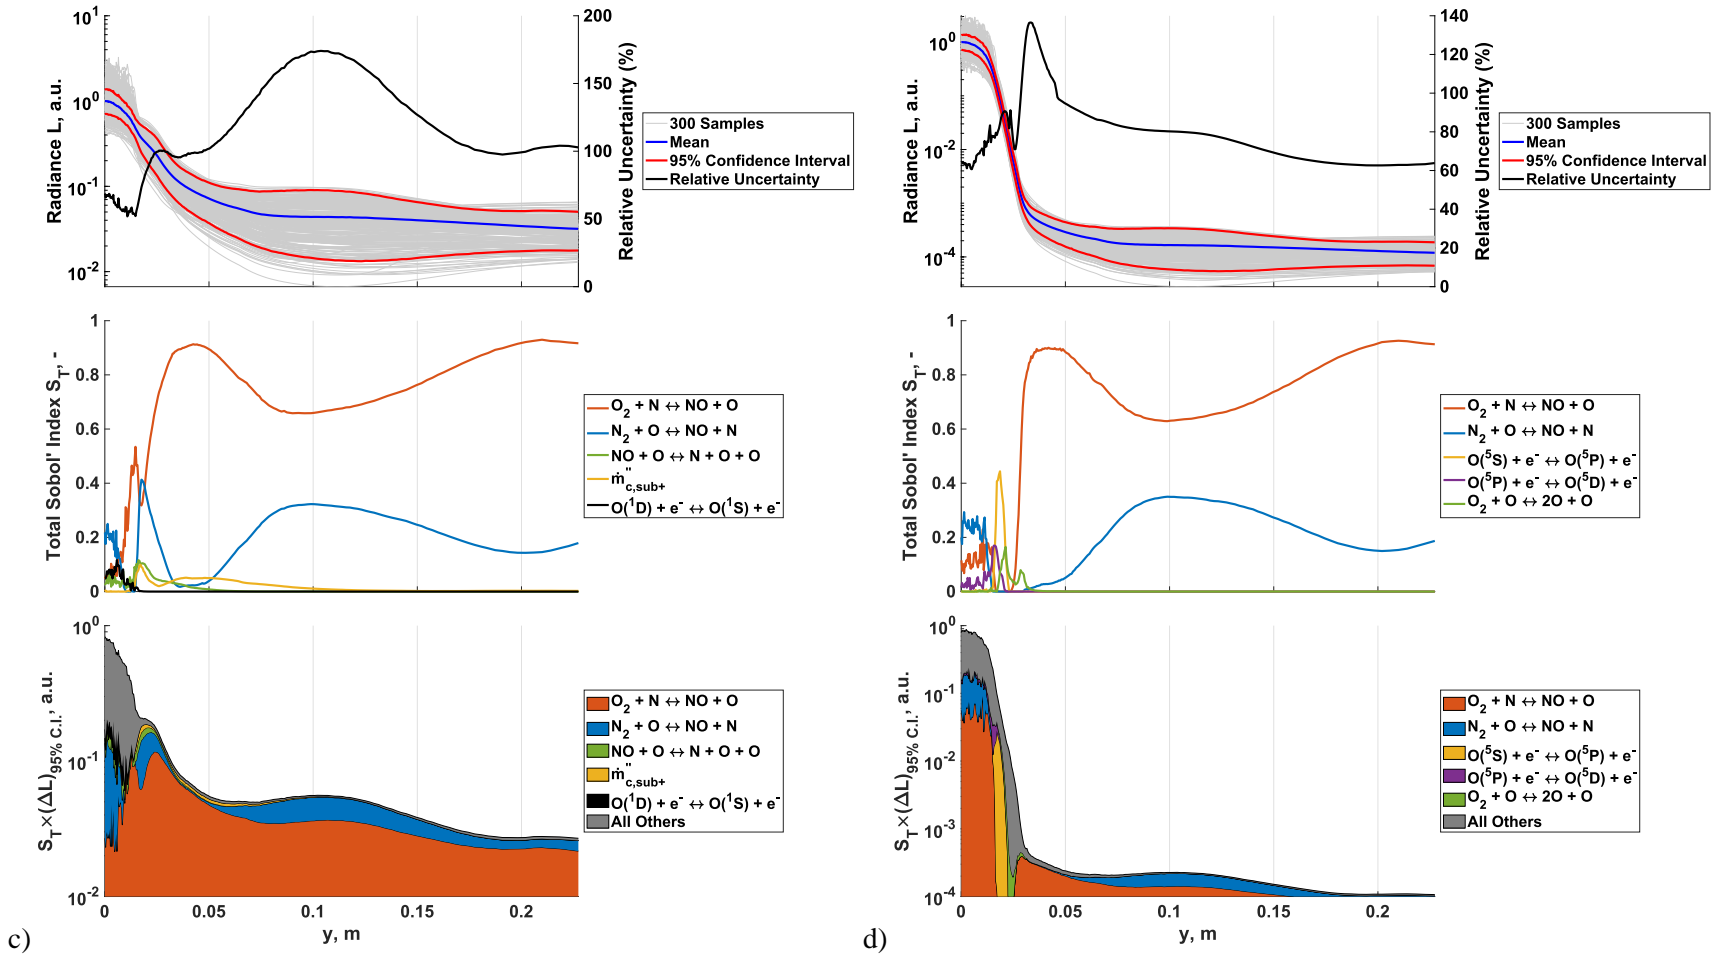 10^1
10^0
10^-1
10^-2
Radiance L, a.u.
200
150
100
50
0
Relative Uncertainty (%)
300 Samples
Mean
95% Confidence Interval
Relative Uncertainty
10^0
10^-2
10^-4
Radiance L, a.u.
140
120
100
80
60
40
20
0
Relative Uncertainty (%)
300 Samples
Mean
95% Confidence Interval
Relative Uncertainty
1
0.8
0.6
0.4
0.2
0
Total Sobol' Index S_T, -
O_2 + N ↔ NO + O
N_2 + O ↔ NO + N
NO + O ↔ N + O + O
ṁ''_c,sub+
O(^1D) + e^- ↔ O(^1S) + e^-
1
0.8
0.6
0.4
0.2
0
Total Sobol' Index S_T, -
O_2 + N ↔ NO + O
N_2 + O ↔ NO + N
O(^5S) + e^- ↔ O(^5P) + e^-
O(^5P) + e^- ↔ O(^5D) + e^-
O_2 + O ↔ 2O + O
10^0
10^-1
10^-2
S_T×(ΔL)_95% C.I., a.u.
O_2 + N ↔ NO + O
N_2 + O ↔ NO + N
NO + O ↔ N + O + O
ṁ''_c,sub+
O(^1D) + e^- ↔ O(^1S) + e^-
All Others
0 0.05 0.1 0.15 0.2
y, m
c)
10^0
10^-1
10^-2
10^-3
10^-4
S_T×(ΔL)_95% C.I., a.u.
O_2 + N ↔ NO + O
N_2 + O ↔ NO + N
O(^5S) + e^- ↔ O(^5P) + e^-
O(^5P) + e^- ↔ O(^5D) + e^-
O_2 + O ↔ 2O + O
All Others
0 0.05 0.1 0.15 0.2
y, m
d)